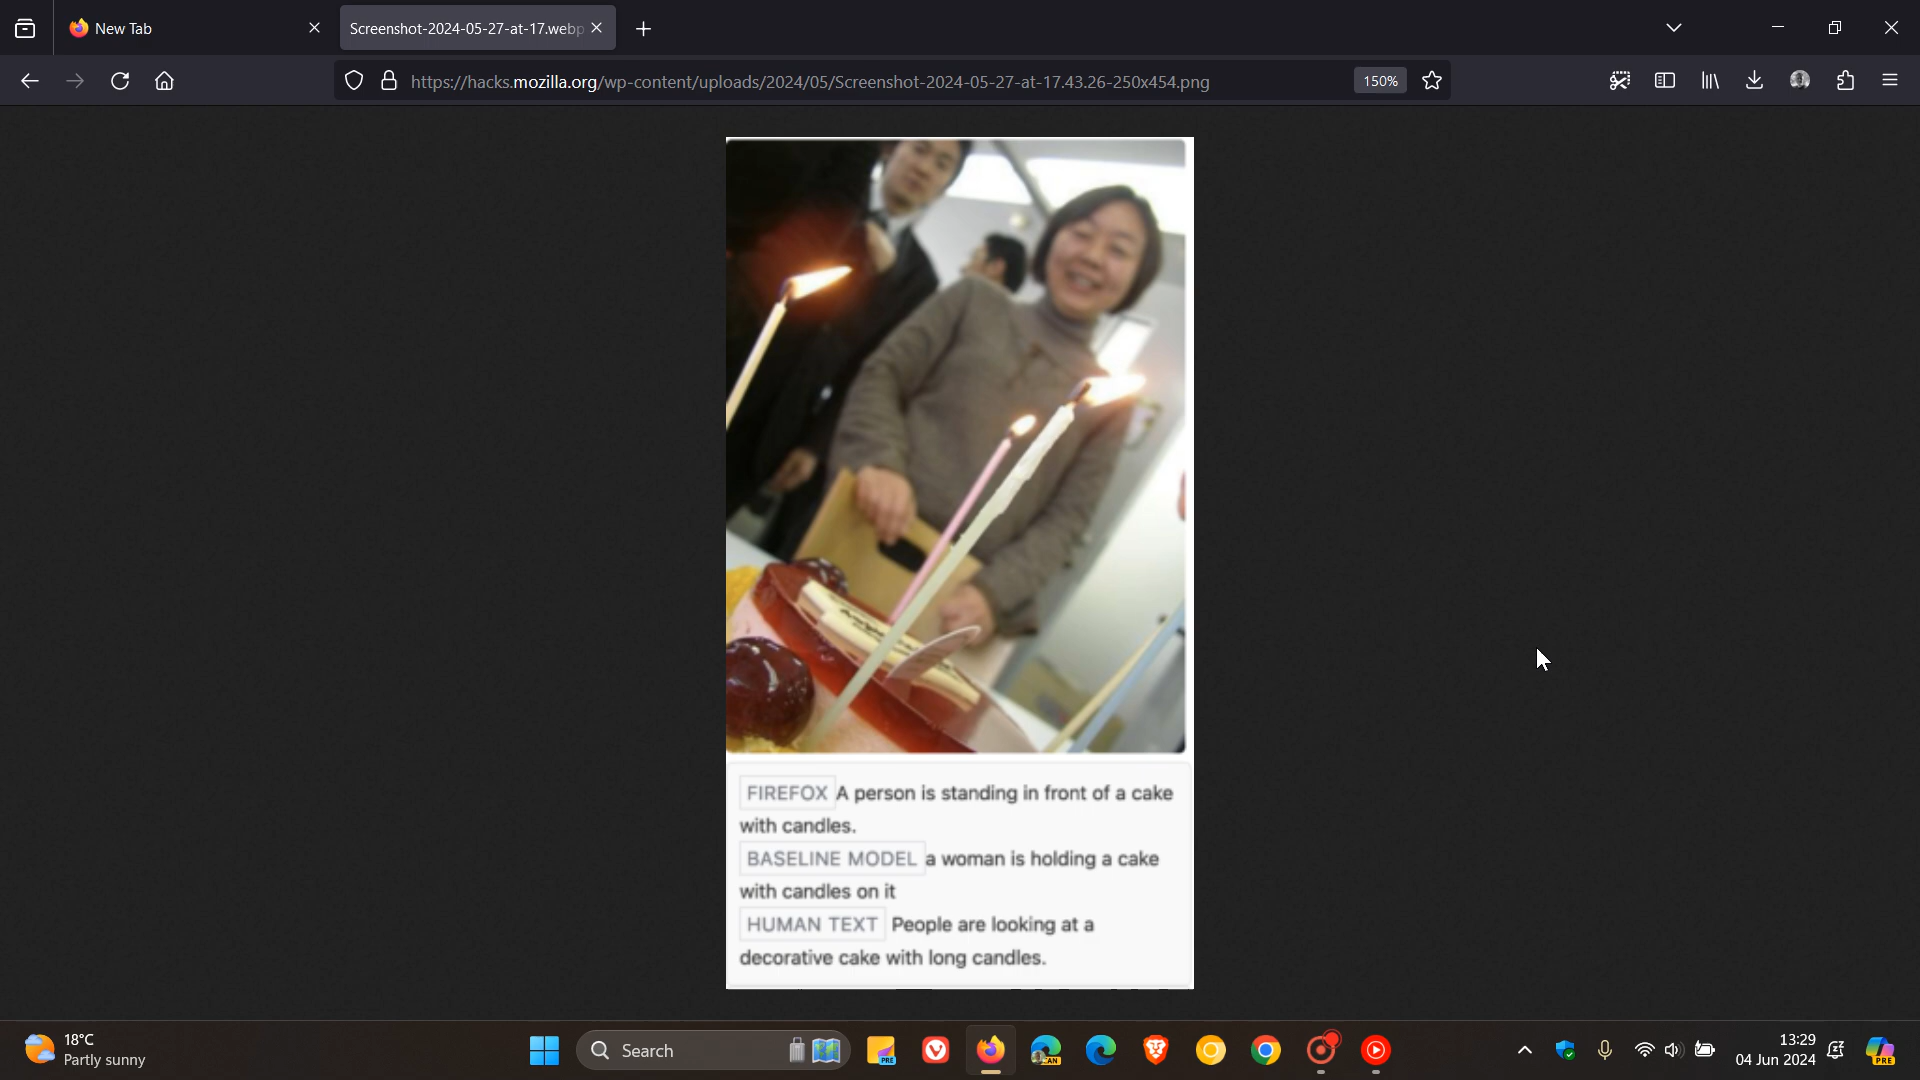 New Tab
Screenshot-2024-05-27-at-17.webp
https://hacks.mozilla.org/wp-content/uploads/2024/05/Screenshot-2024-05-27-at-17.43.26-250x454.png
150%
FIREFOX A person is standing in front of a cake
with candles.
BASELINE MODEL a woman is holding a cake
with candles on it
HUMAN TEXT People are looking at a
decorative cake with long candles.
18°C
Partly sunny
Search
PRE
CAN
13:29
04 Jun 2024
PRE